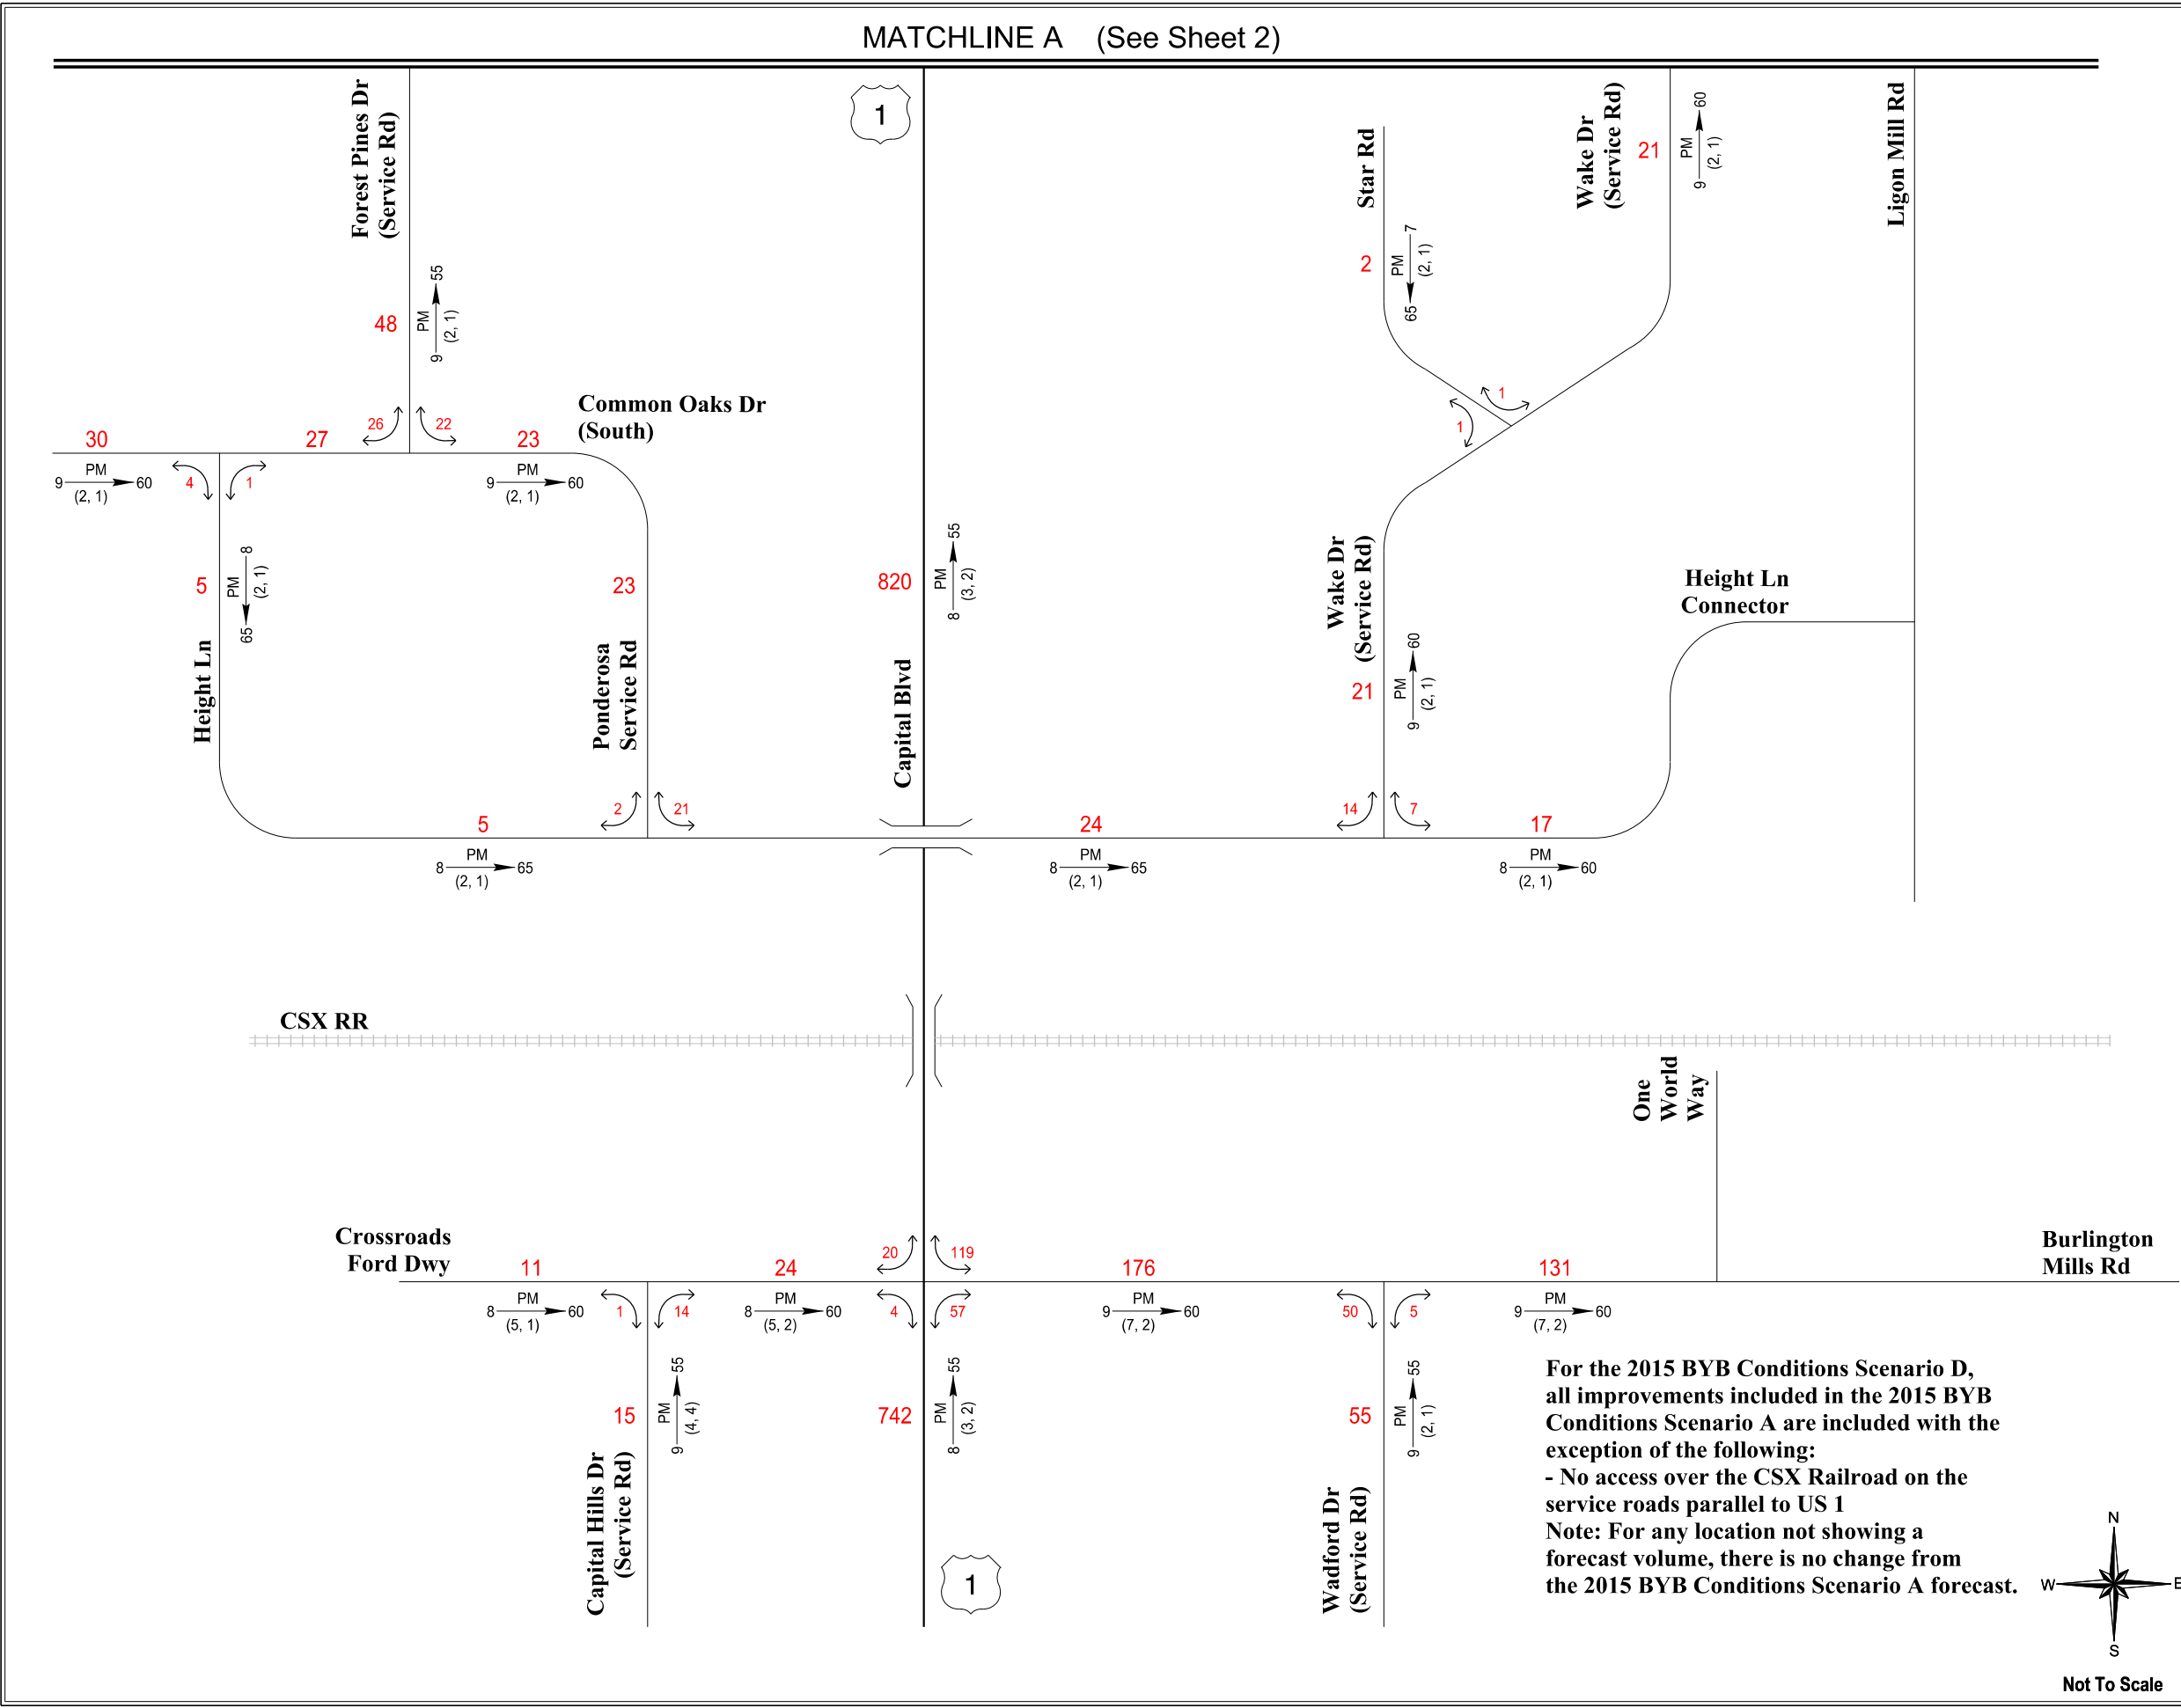 MATCHLINE A (See Sheet 2)
Forest Pines Dr
(Service Rd)
1
Star Rd
Wake Dr
(Service Rd)
21
9 PM 60
(2, 1)
Ligon Mill Rd
2
7 PM 65
(2, 1)
48
9 PM 55
(2, 1)
1
1
Common Oaks Dr
(South)
30
27
26
22
23
9 PM 60
(2, 1)
4
1
9 PM 60
(2, 1)
5
8 PM 65
(2, 1)
Height Ln
23
Ponderosa
Service Rd
820
8 PM 55
(3, 2)
Capital Blvd
Wake Dr
(Service Rd)
21
9 PM 60
(2, 1)
Height Ln
Connector
5
2
21
24
14
7
17
8 PM 65
(2, 1)
8 PM 65
(2, 1)
8 PM 60
(2, 1)
CSX RR
One
World
Way
Crossroads
Ford Dwy
11
24
20
119
176
131
Burlington
Mills Rd
8 PM 60
(5, 1)
1
14
8 PM 60
(5, 2)
4
57
9 PM 60
(7, 2)
50
5
9 PM 60
(7, 2)
15
9 PM 55
(4, 4)
Capital Hills Dr
(Service Rd)
742
8 PM 55
(3, 2)
1
55
9 PM 55
(2, 1)
Wadford Dr
(Service Rd)
For the 2015 BYB Conditions Scenario D,
all improvements included in the 2015 BYB
Conditions Scenario A are included with the
exception of the following:
- No access over the CSX Railroad on the
service roads parallel to US 1
Note: For any location not showing a
forecast volume, there is no change from
the 2015 BYB Conditions Scenario A forecast.
N
W
E
S
Not To Scale